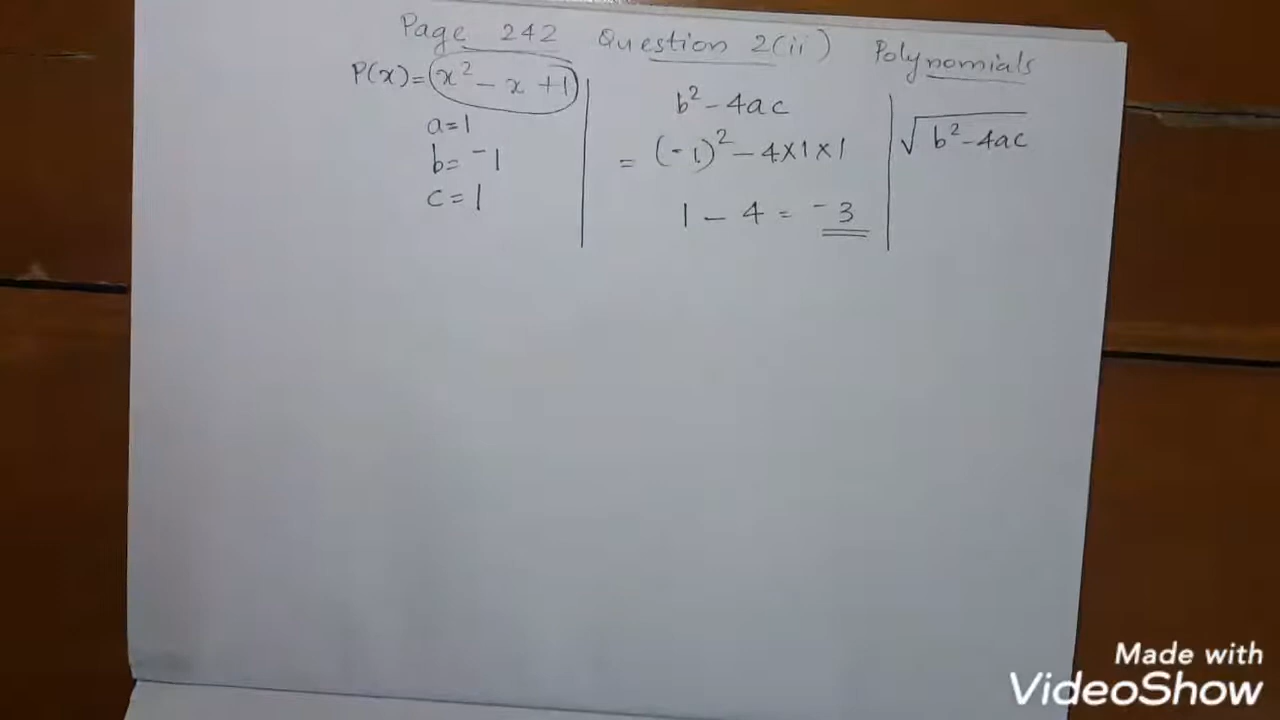 Page 242 Question 2(ii) Polynomials
P(x) = x² - x + 1
a = 1
b = -1
c = 1
b² - 4ac
= (-1)² - 4×1×1
1 - 4 = -3
√b² - 4ac
Made with
VideoShow